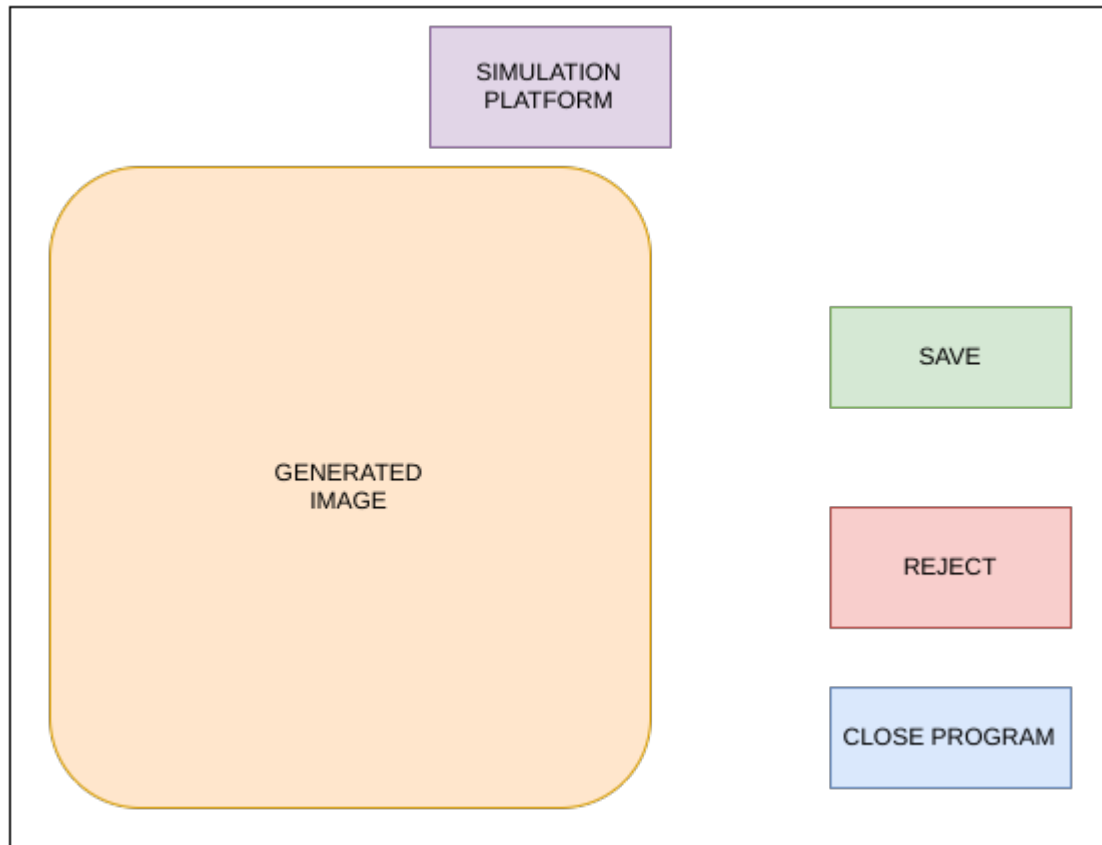 SIMULATION
PLATFORM
GENERATED
IMAGE
SAVE
REJECT
CLOSE PROGRAM